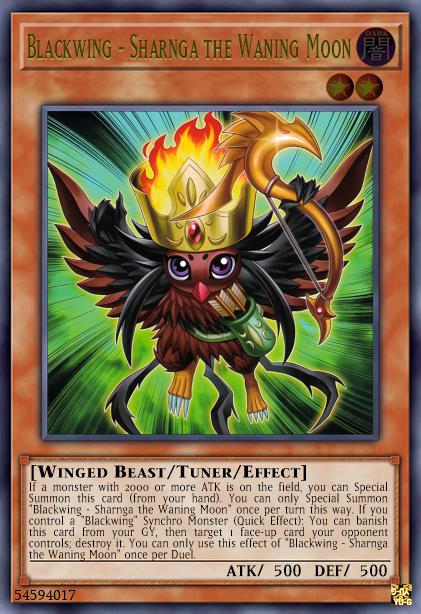 Blackwing - Sharnga the Waning Moon
DARK
闇
[Winged Beast/Tuner/Effect]
If a monster with 2000 or more ATK is on the field, you can Special
Summon this card (from your hand). You can only Special Summon
"Blackwing - Sharnga the Waning Moon" once per turn this way. If you
control a "Blackwing" Synchro Monster (Quick Effect): You can banish
this card from your GY, then target 1 face-up card your opponent
controls; destroy it. You can only use this effect of "Blackwing - Sharnga
the Waning Moon" once per Duel.
ATK/ 500 DEF/ 500
54594017